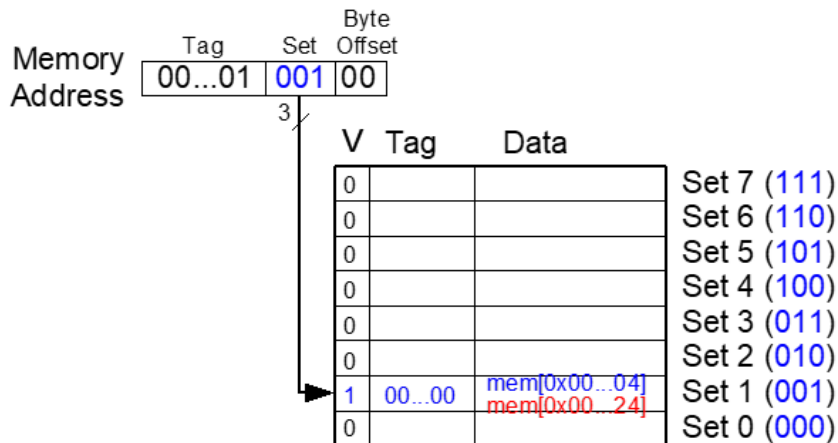 Byte
Tag Set Offset
Memory Address 00...01 001 00
3
V Tag Data
0 Set 7 (111)
0 Set 6 (110)
0 Set 5 (101)
0 Set 4 (100)
0 Set 3 (011)
0 Set 2 (010)
1 00...00 mem[0x00...04] Set 1 (001)
mem[0x00...24]
0 Set 0 (000)